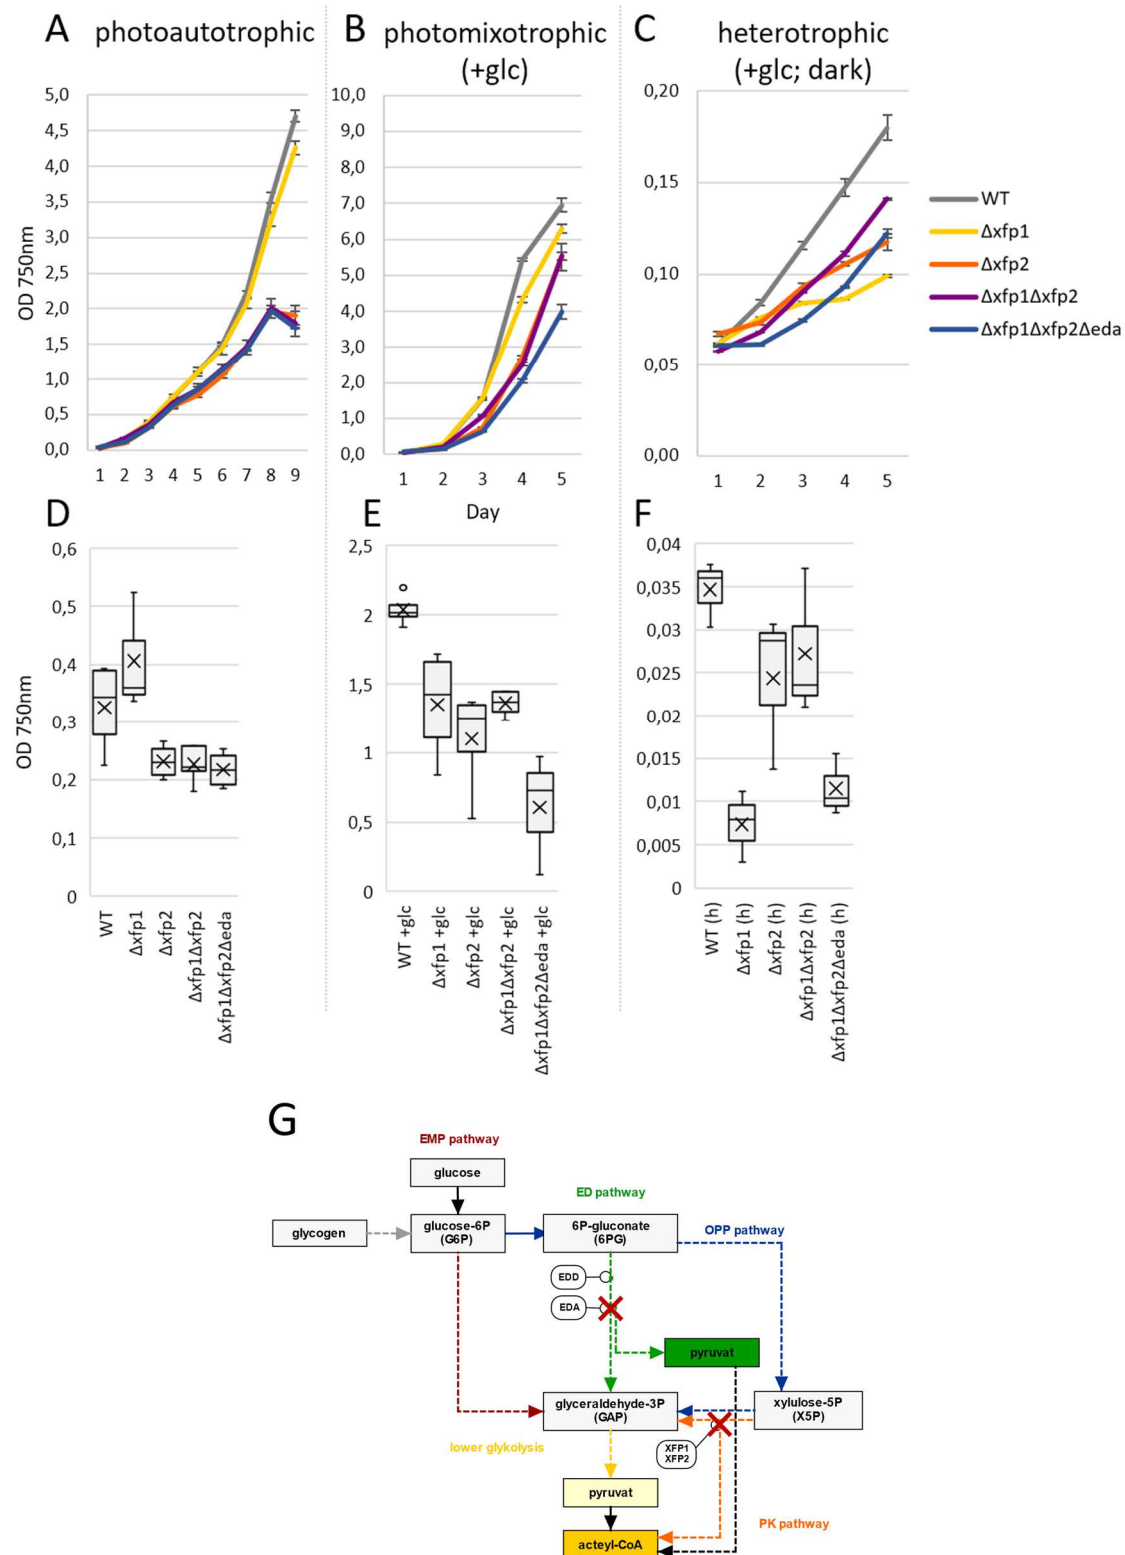 A photoautotrophic
B photomixotrophic
(+glc)
C heterotrophic
(+glc; dark)
OD 750nm
5,0
4,5
4,0
3,5
3,0
2,5
2,0
1,5
1,0
0,5
0,0
1 2 3 4 5 6 7 8 9
10,0
9,0
8,0
7,0
6,0
5,0
4,0
3,0
2,0
1,0
0,0
1 2 3 4 5
Day
0,20
0,15
0,10
0,05
0,00
1 2 3 4 5
WT
Δxfp1
Δxfp2
Δxfp1Δxfp2
Δxfp1Δxfp2Δeda
D
OD 750nm
0,6
0,5
0,4
0,3
0,2
0,1
0
WT
Δxfp1
Δxfp2
Δxfp1Δxfp2
Δxfp1Δxfp2Δeda
E
2,5
2
1,5
1
0,5
0
WT +glc
Δxfp1 +glc
Δxfp2 +glc
Δxfp1Δxfp2 +glc
Δxfp1Δxfp2Δeda +glc
F
0,04
0,035
0,03
0,025
0,02
0,015
0,01
0,005
0
WT (h)
Δxfp1 (h)
Δxfp2 (h)
Δxfp1Δxfp2 (h)
Δxfp1Δxfp2Δeda (h)
G
EMP pathway
glucose
ED pathway
glycogen
glucose-6P
(G6P)
6P-gluconate
(6PG)
OPP pathway
EDD
EDA
pyruvat
glyceraldehyde-3P
(GAP)
xylulose-5P
(X5P)
lower glykolysis
XFP1
XFP2
pyruvat
PK pathway
acteyl-CoA